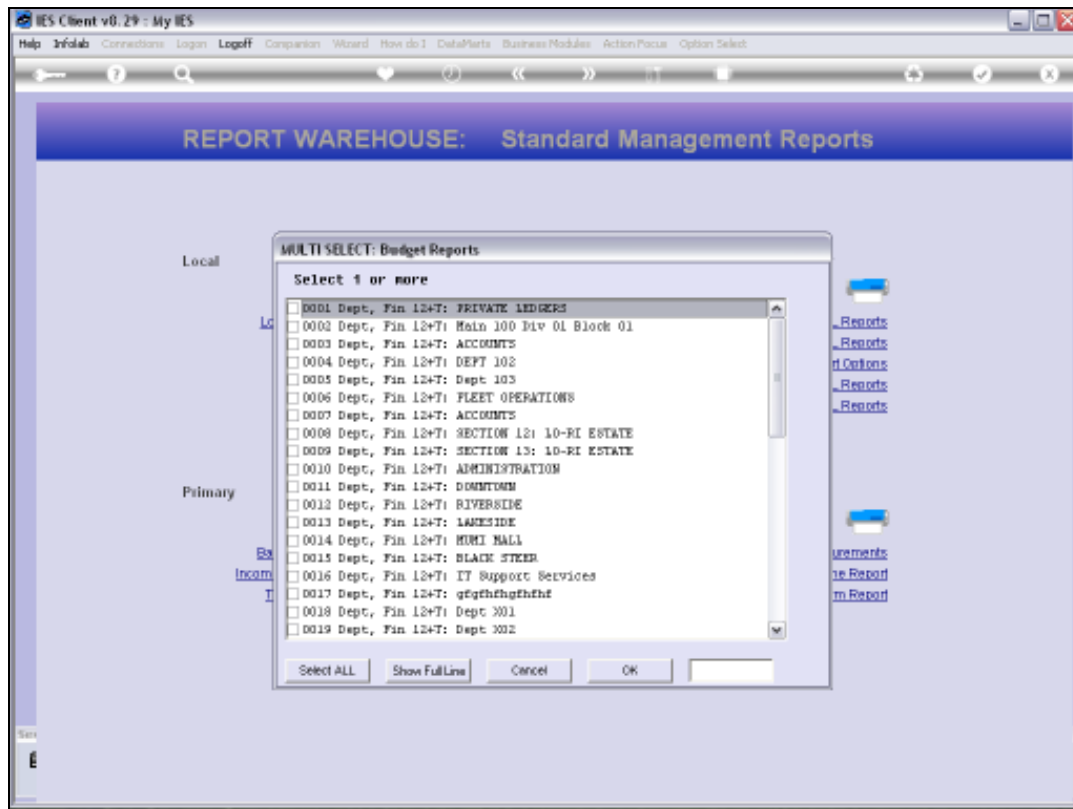 IES Client v8.29 : My IES
Help Infolab Connections Logon Logoff Companion Wizard How do I DataMarts Business Modules Action Focus Option Select
REPORT WAREHOUSE: Standard Management Reports
Local
MULTI SELECT: Budget Reports
Select 1 or more
0001 Dept, Fin 12+T: PRIVATE LEDGERS
0002 Dept, Fin 12+T: Main 100 Div 01 Block 01
0003 Dept, Fin 12+T: ACCOUNTS
0004 Dept, Fin 12+T: DEPT 102
0005 Dept, Fin 12+T: Dept 103
0006 Dept, Fin 12+T: FLEET OPERATIONS
0007 Dept, Fin 12+T: ACCOUNTS
0008 Dept, Fin 12+T: SECTION 12: 10-RI ESTATE
0009 Dept, Fin 12+T: SECTION 13: 10-RI ESTATE
0010 Dept, Fin 12+T: ADMINISTRATION
0011 Dept, Fin 12+T: DOWNTOWN
0012 Dept, Fin 12+T: RIVERSIDE
0013 Dept, Fin 12+T: LAKESIDE
0014 Dept, Fin 12+T: MUMI MALL
0015 Dept, Fin 12+T: BLACK STEER
0016 Dept, Fin 12+T: IT Support Services
0017 Dept, Fin 12+T: gfgfhfhgfhfhf
0018 Dept, Fin 12+T: Dept X01
0019 Dept, Fin 12+T: Dept X02
Select ALL Show Full Line Cancel OK
Lo
Reports
Reports
rt Options
Reports
Reports
Primary
Ba
Incom
T
urements
ne Report
rn Report